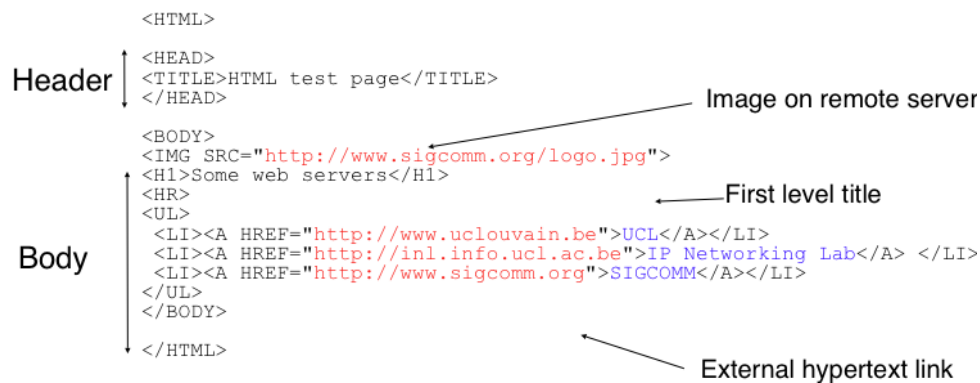 <HTML>
<HEAD>
Header
<TITLE>HTML test page</TITLE>
</HEAD>
Image on remote server
<BODY>
<IMG SRC="http://www.sigcomm.org/logo.jpg">
<H1>Some web servers</H1>
<HR>
First level title
<UL>
<LI><A HREF="http://www.uclouvain.be">UCL</A></LI>
Body
<LI><A HREF="http://inl.info.ucl.ac.be">IP Networking Lab</A> </LI>
<LI><A HREF="http://www.sigcomm.org">SIGCOMM</A></LI>
</UL>
</BODY>
</HTML>
External hypertext link